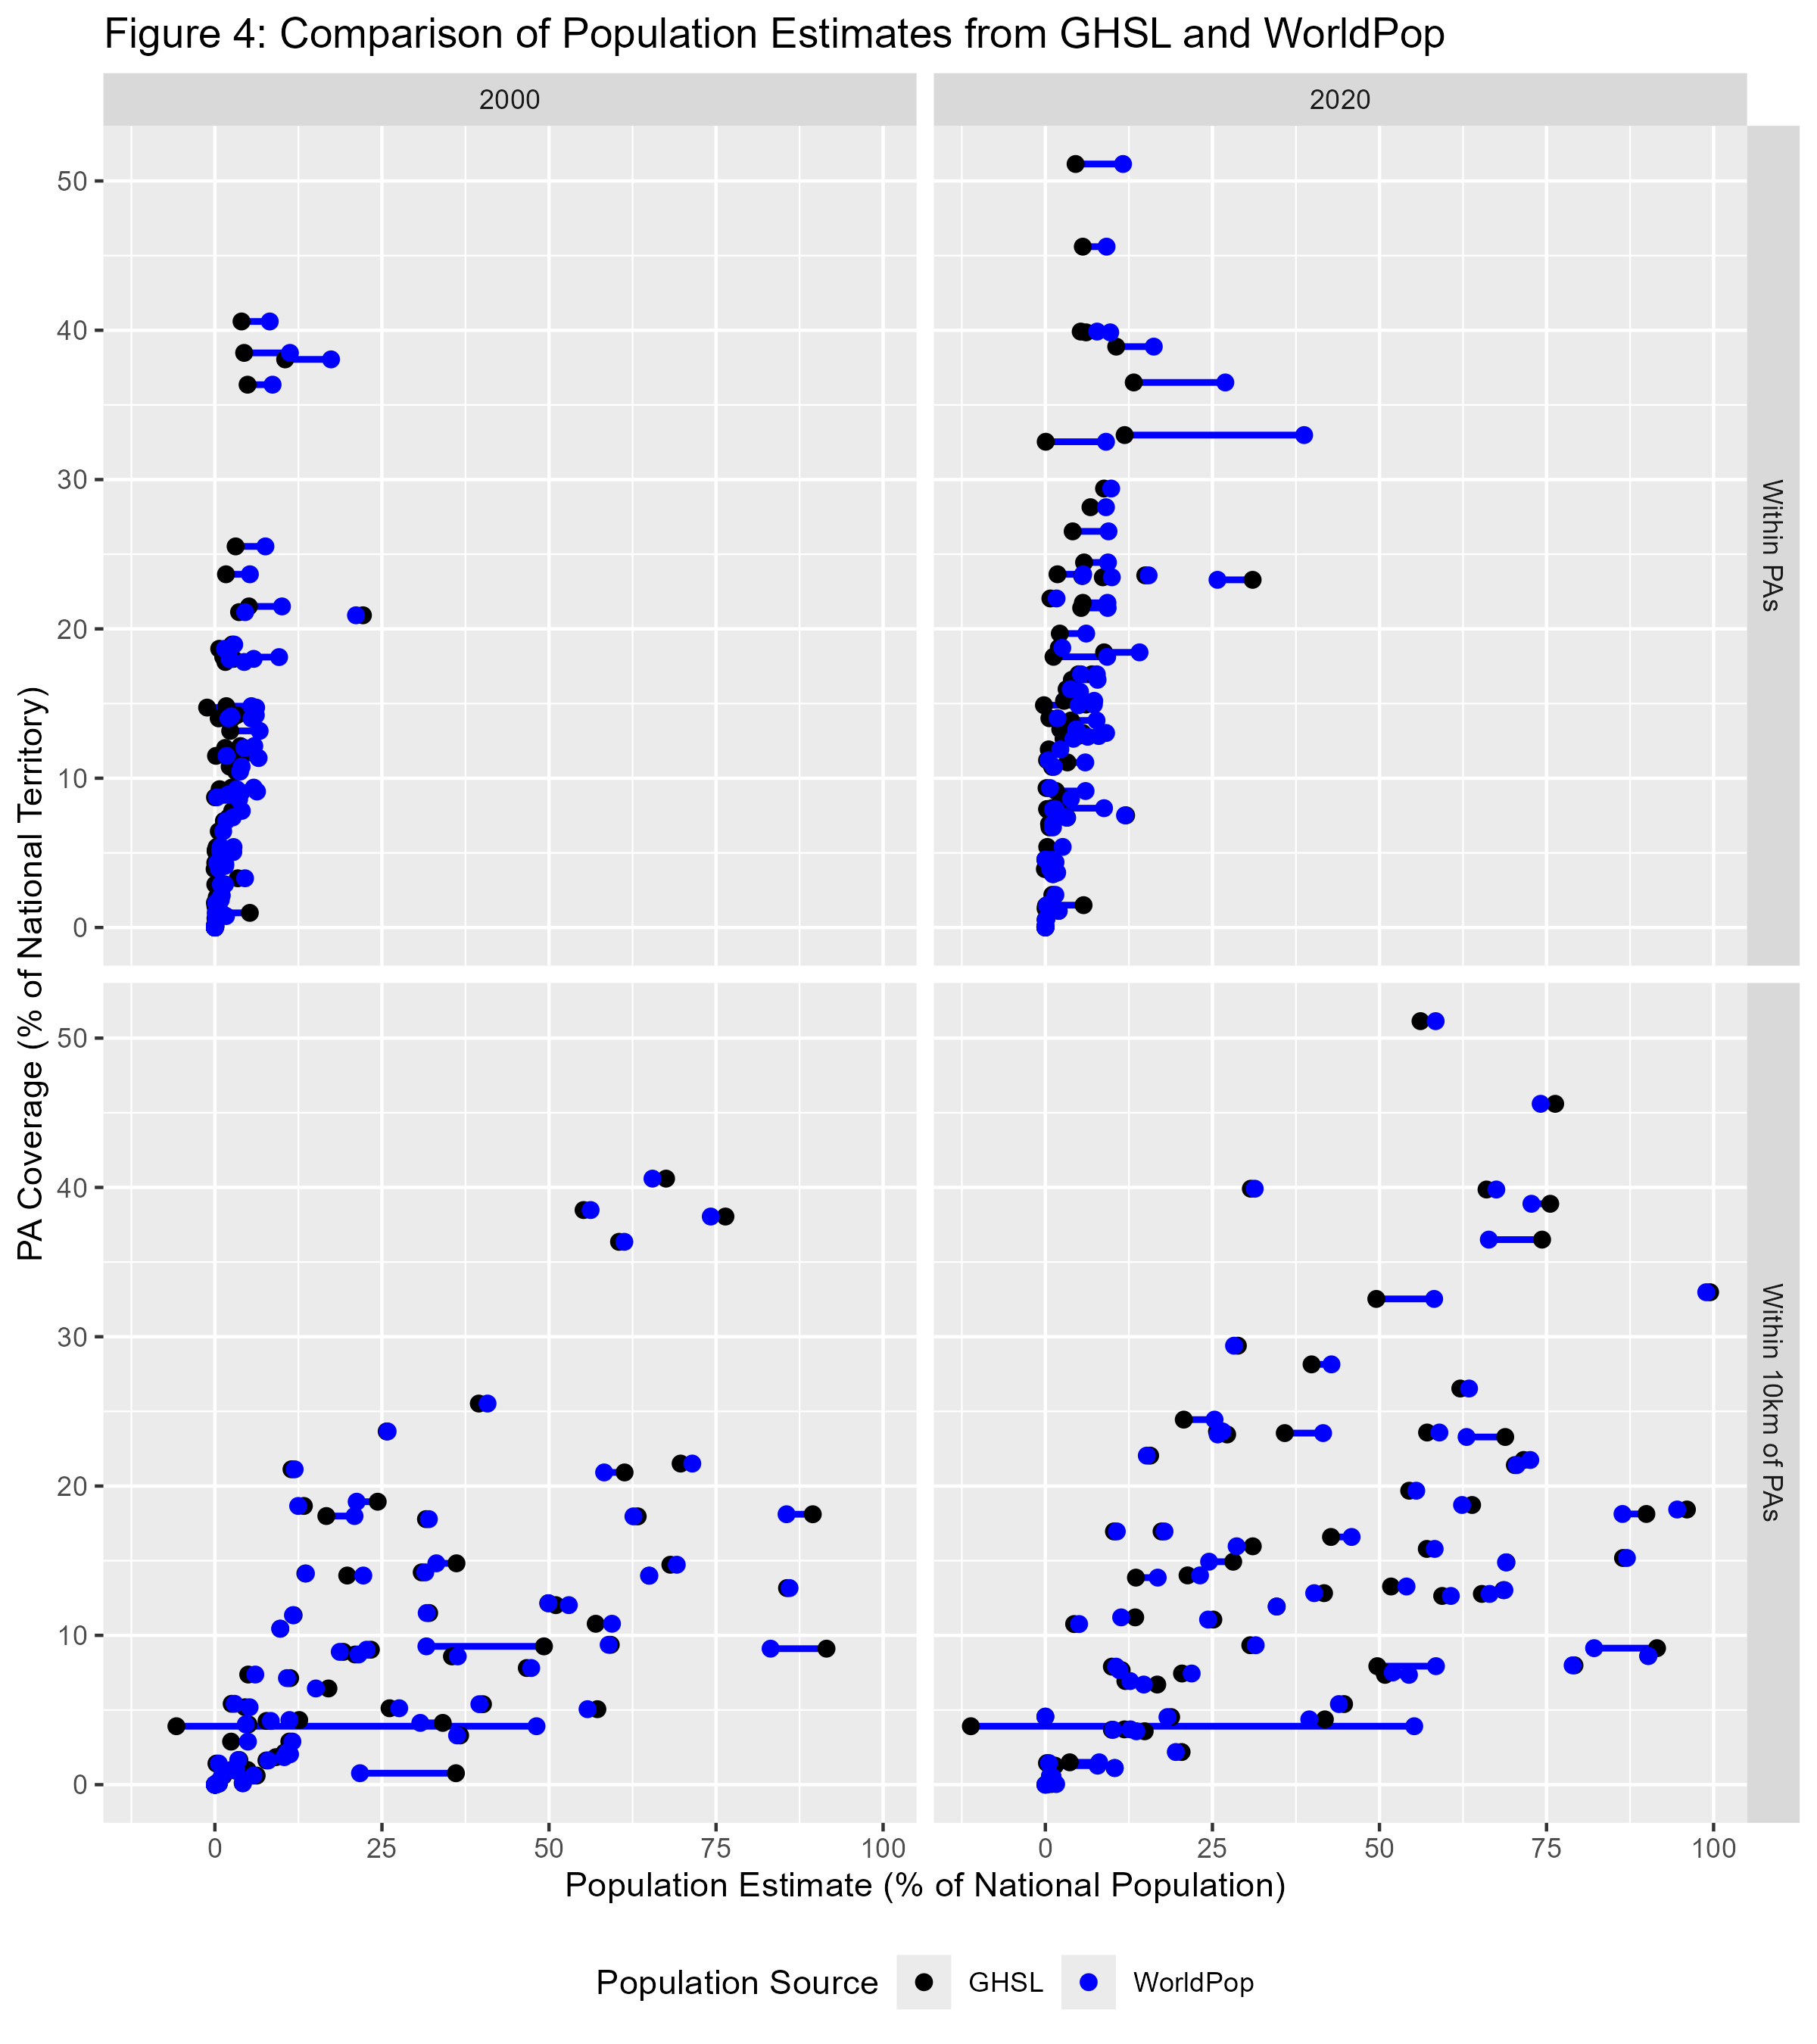 Figure 4: Comparison of Population Estimates from GHSL and WorldPop
2000
2020
50
40
30
20
10
0
Within PAs
50
40
30
20
10
0
Within 10km of PAs
PA Coverage (% of National Territory)
0 25 50 75 100
0 25 50 75 100
Population Estimate (% of National Population)
Population Source GHSL WorldPop